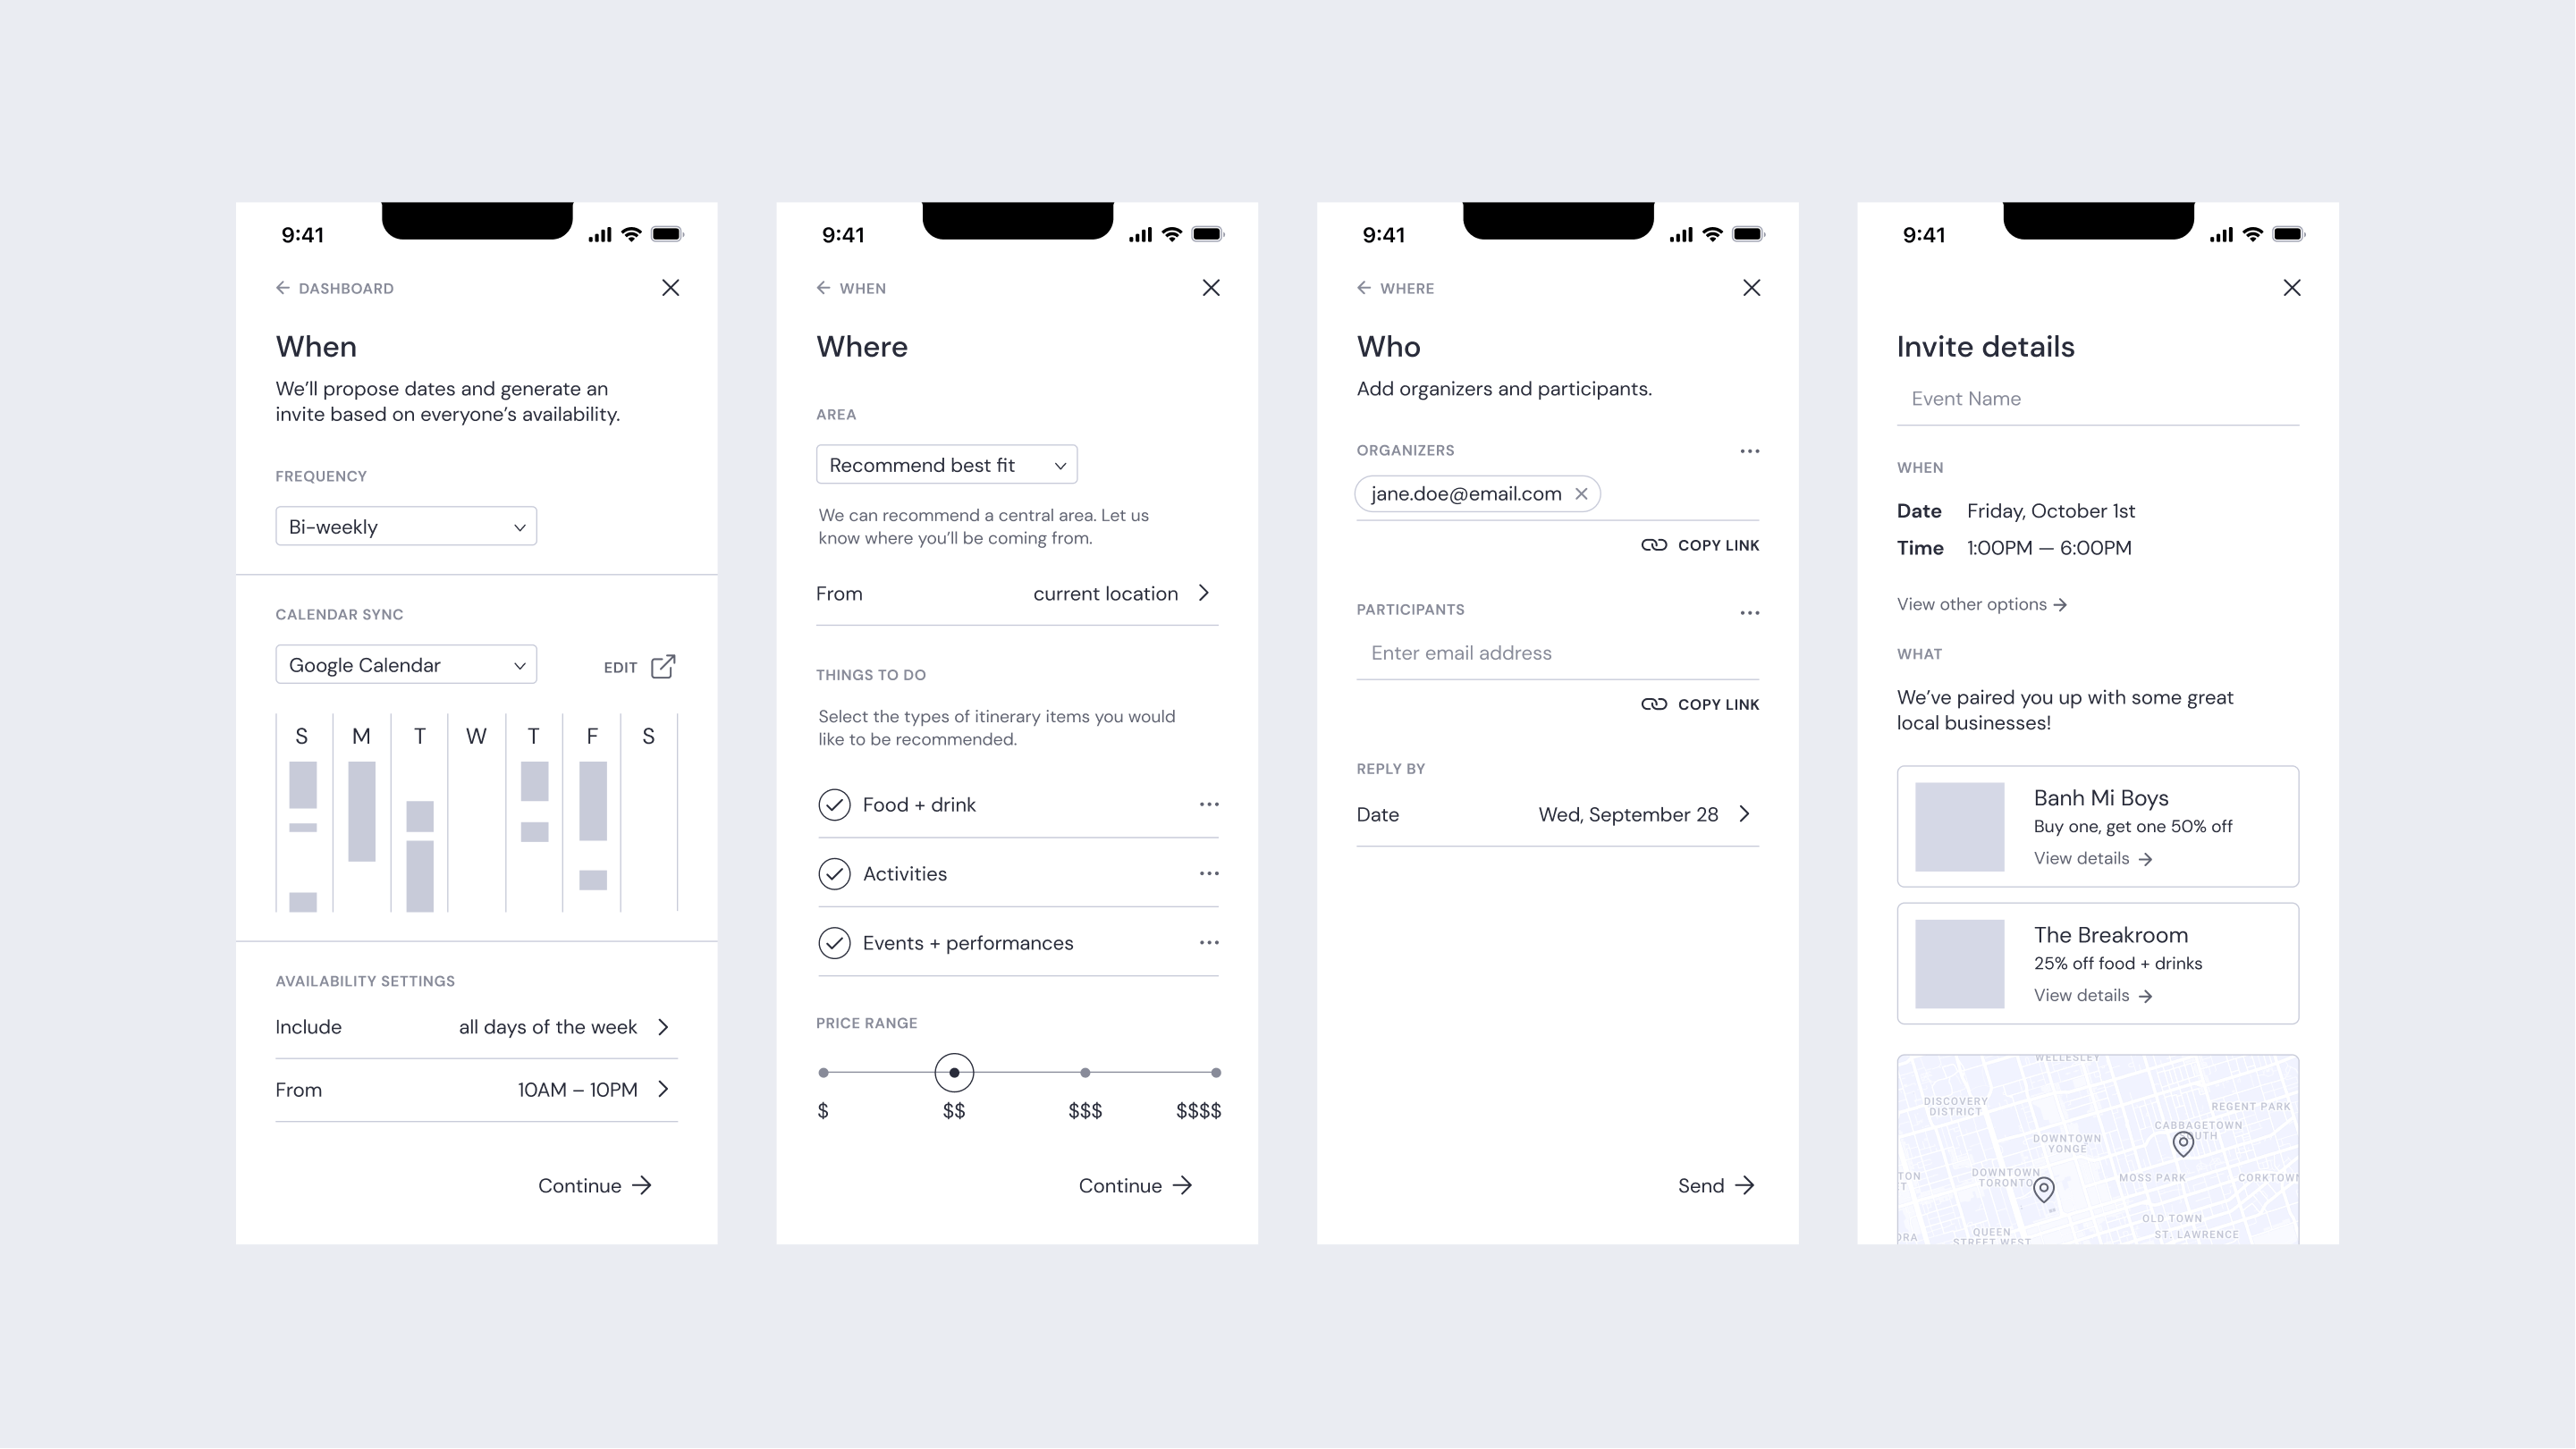 9:41
← DASHBOARD
When
We’ll propose dates and generate an
invite based on everyone’s availability.
FREQUENCY
Bi-weekly
CALENDAR SYNC
Google Calendar
EDIT
S M T W T F S
AVAILABILITY SETTINGS
Include all days of the week
From 10AM – 10PM
Continue →
9:41
← WHEN
Where
AREA
Recommend best fit
We can recommend a central area. Let us
know where you’ll be coming from.
From current location
THINGS TO DO
Select the types of itinerary items you would
like to be recommended.
Food + drink
Activities
Events + performances
PRICE RANGE
$ $$ $$$ $$$$
Continue →
9:41
← WHERE
Who
Add organizers and participants.
ORGANIZERS
jane.doe@email.com
COPY LINK
PARTICIPANTS
Enter email address
COPY LINK
REPLY BY
Date Wed, September 28
Send →
9:41
Invite details
Event Name
WHEN
Date Friday, October 1st
Time 1:00PM — 6:00PM
View other options →
WHAT
We’ve paired you up with some great
local businesses!
Banh Mi Boys
Buy one, get one 50% off
View details →
The Breakroom
25% off food + drinks
View details →
WELLESLEY
DISCOVERY
DISTRICT
REGENT PARK
CABBAGETOWN
UTH
DOWNTOWN
YONGE
DOWNTOWN
TORONTO
MOSS PARK
CORKTOW
TON
T
OLD TOWN
ST. LAWRENCE
QUEEN
STREET WEST
ORA